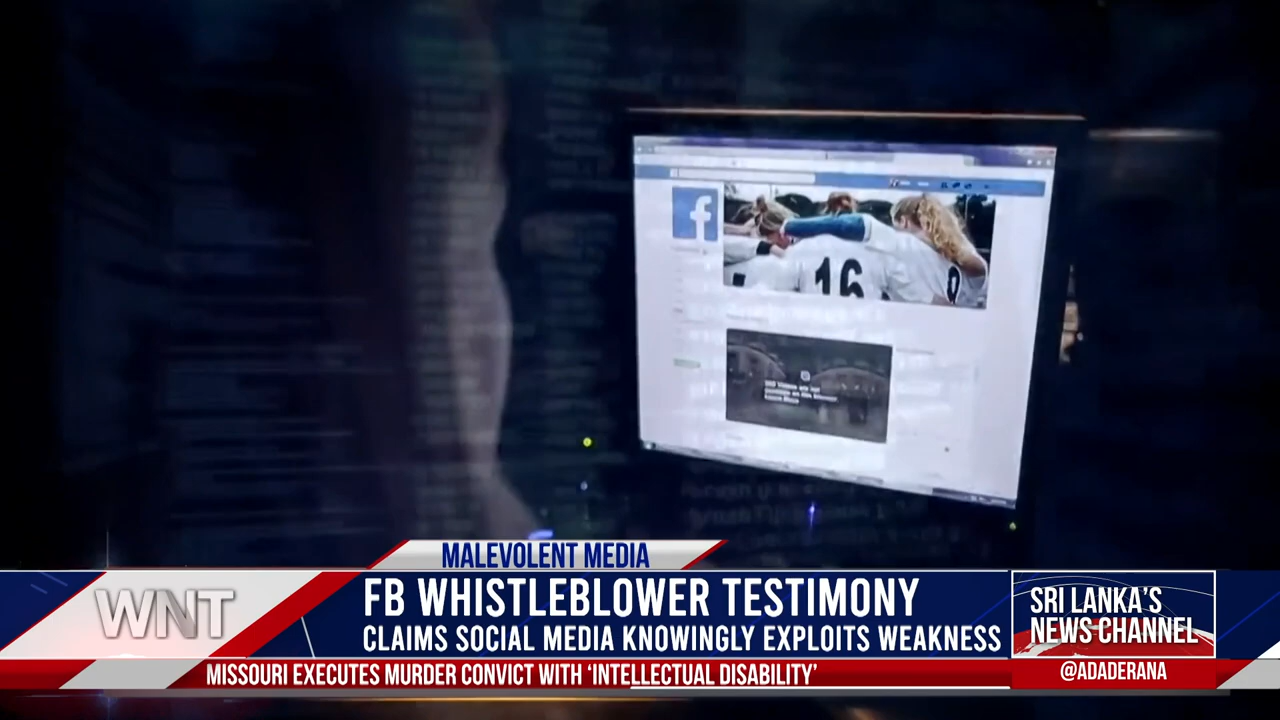 f
16
9
MALEVOLENT MEDIA
WNT
FB WHISTLEBLOWER TESTIMONY
CLAIMS SOCIAL MEDIA KNOWINGLY EXPLOITS WEAKNESS
SRI LANKA'S
NEWS CHANNEL
MISSOURI EXECUTES MURDER CONVICT WITH ‘INTELLECTUAL DISABILITY’
@ADADERANA